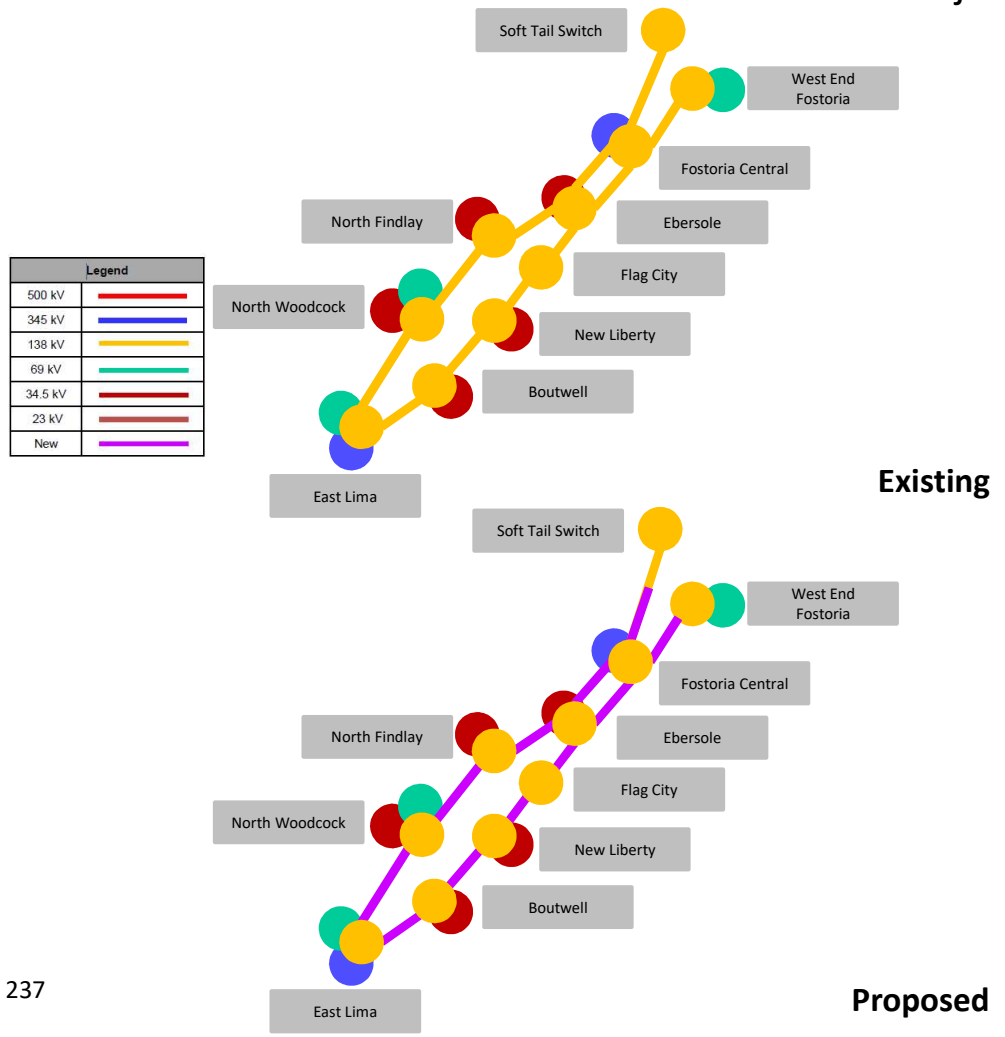 Soft Tail Switch
West End
Fostoria
Fostoria Central
North Findlay
Ebersole
Flag City
Legend
500 kV
345 kV
138 kV
69 kV
34.5 kV
23 kV
New
North Woodcock
New Liberty
Boutwell
East Lima
Existing
Soft Tail Switch
West End
Fostoria
Fostoria Central
North Findlay
Ebersole
Flag City
North Woodcock
New Liberty
Boutwell
East Lima
237
Proposed